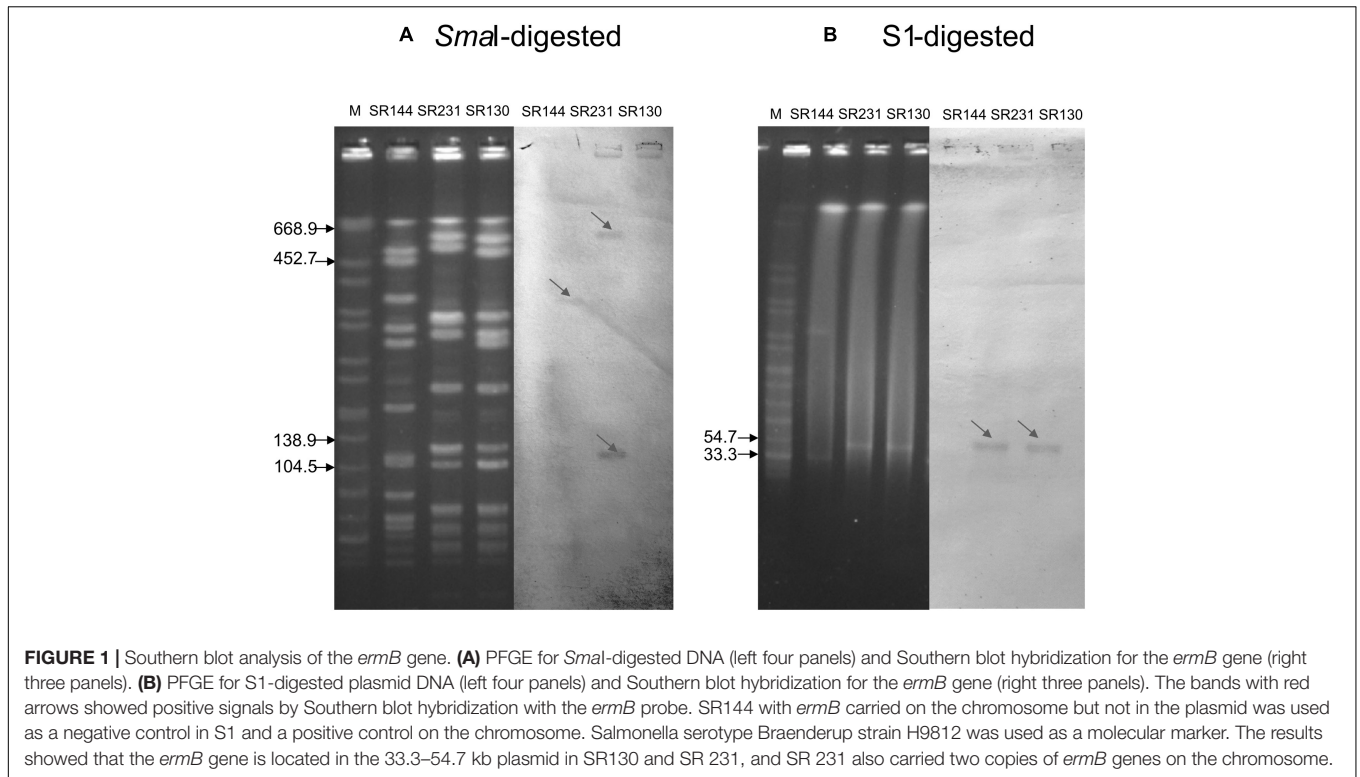 A SmaI-digested
B S1-digested
M SR144 SR231 SR130 SR144 SR231 SR130
M SR144 SR231 SR130 SR144 SR231 SR130
668.9
452.7
138.9
104.5
54.7
33.3
FIGURE 1 | Southern blot analysis of the ermB gene. (A) PFGE for SmaI-digested DNA (left four panels) and Southern blot hybridization for the ermB gene (right
three panels). (B) PFGE for S1-digested plasmid DNA (left four panels) and Southern blot hybridization for the ermB gene (right three panels). The bands with red
arrows showed positive signals by Southern blot hybridization with the ermB probe. SR144 with ermB carried on the chromosome but not in the plasmid was used
as a negative control in S1 and a positive control on the chromosome. Salmonella serotype Braenderup strain H9812 was used as a molecular marker. The results
showed that the ermB gene is located in the 33.3–54.7 kb plasmid in SR130 and SR 231, and SR 231 also carried two copies of ermB genes on the chromosome.